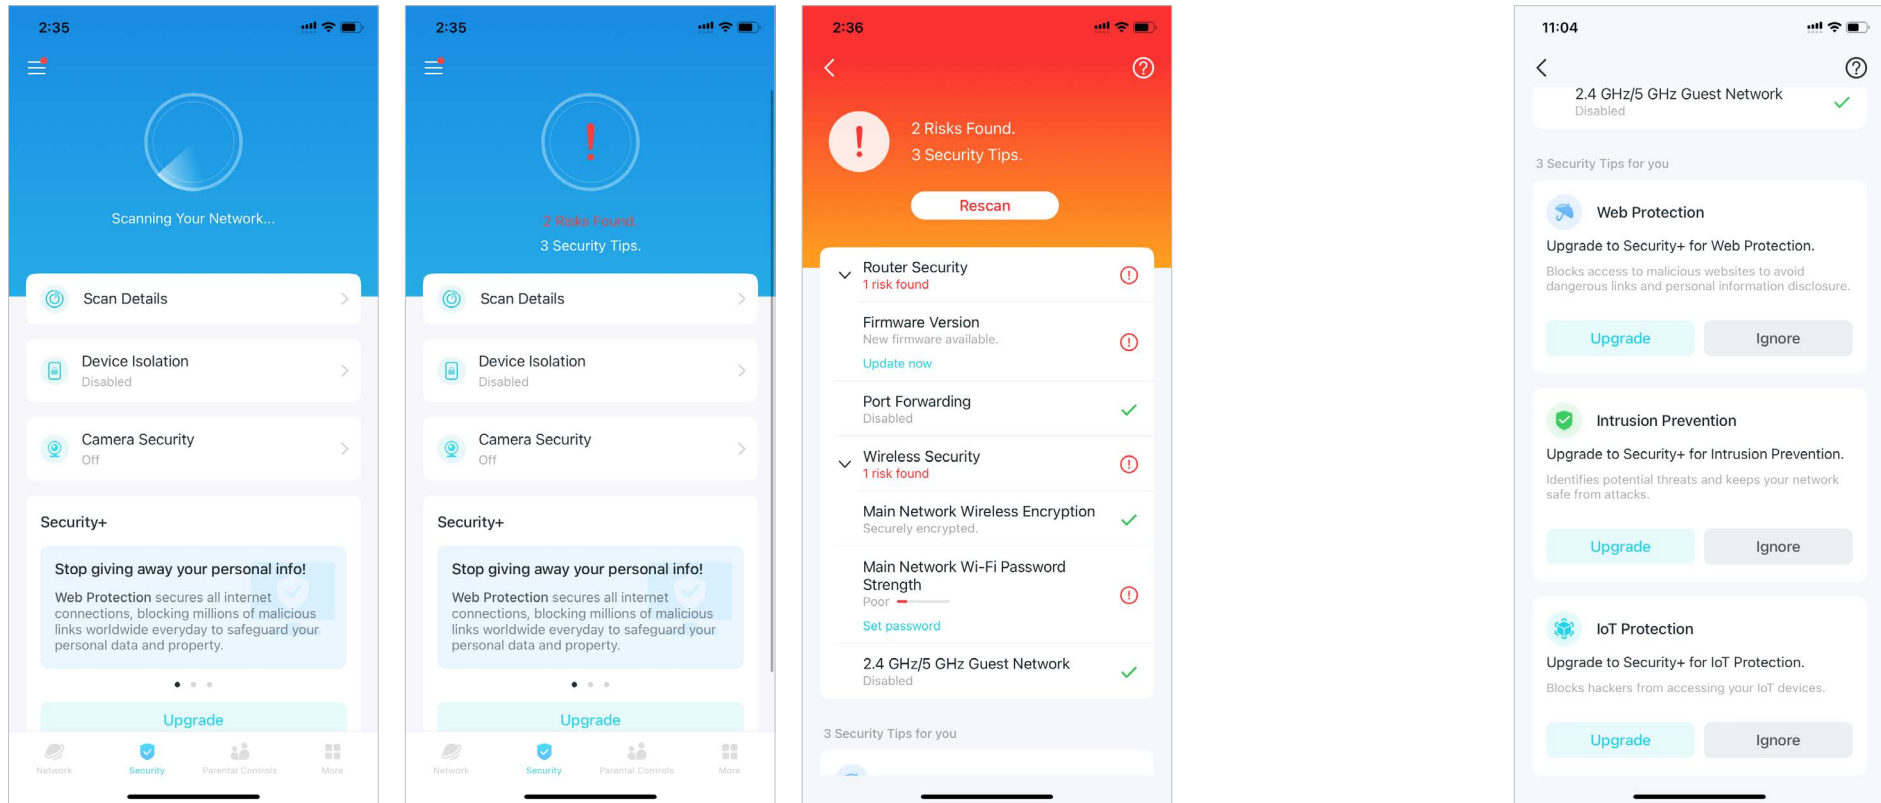 2:35
Scanning Your Network...
Scan Details
Device Isolation
Disabled
Camera Security
Off
Security+
Stop giving away your personal info!
Web Protection secures all internet
connections, blocking millions of malicious
links worldwide everyday to safeguard your
personal data and property.
Upgrade
Network
Security
Parental Controls
More
2:35
2 Risks Found.
3 Security Tips.
Scan Details
Device Isolation
Disabled
Camera Security
Off
Security+
Stop giving away your personal info!
Web Protection secures all internet
connections, blocking millions of malicious
links worldwide everyday to safeguard your
personal data and property.
Upgrade
Network
Security
Parental Controls
More
2:36
2 Risks Found.
3 Security Tips.
Rescan
Router Security
1 risk found
Firmware Version
New firmware available.
Update now
Port Forwarding
Disabled
Wireless Security
1 risk found
Main Network Wireless Encryption
Securely encrypted.
Main Network Wi-Fi Password
Strength
Poor
Set password
2.4 GHz/5 GHz Guest Network
Disabled
3 Security Tips for you
11:04
2.4 GHz/5 GHz Guest Network
Disabled
3 Security Tips for you
Web Protection
Upgrade to Security+ for Web Protection.
Blocks access to malicious websites to avoid
dangerous links and personal information disclosure.
Upgrade
Ignore
Intrusion Prevention
Upgrade to Security+ for Intrusion Prevention.
Identifies potential threats and keeps your network
safe from attacks.
Upgrade
Ignore
IoT Protection
Upgrade to Security+ for IoT Protection.
Blocks hackers from accessing your IoT devices.
Upgrade
Ignore